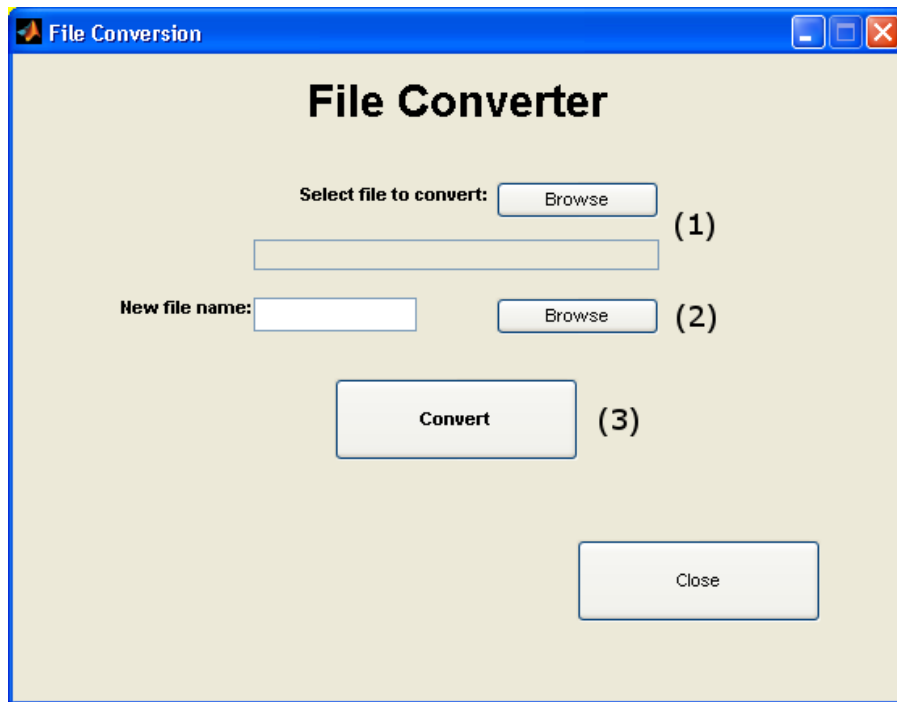 File Conversion
File Converter
Select file to convert: Browse
(1)
New file name: Browse (2)
Convert (3)
Close